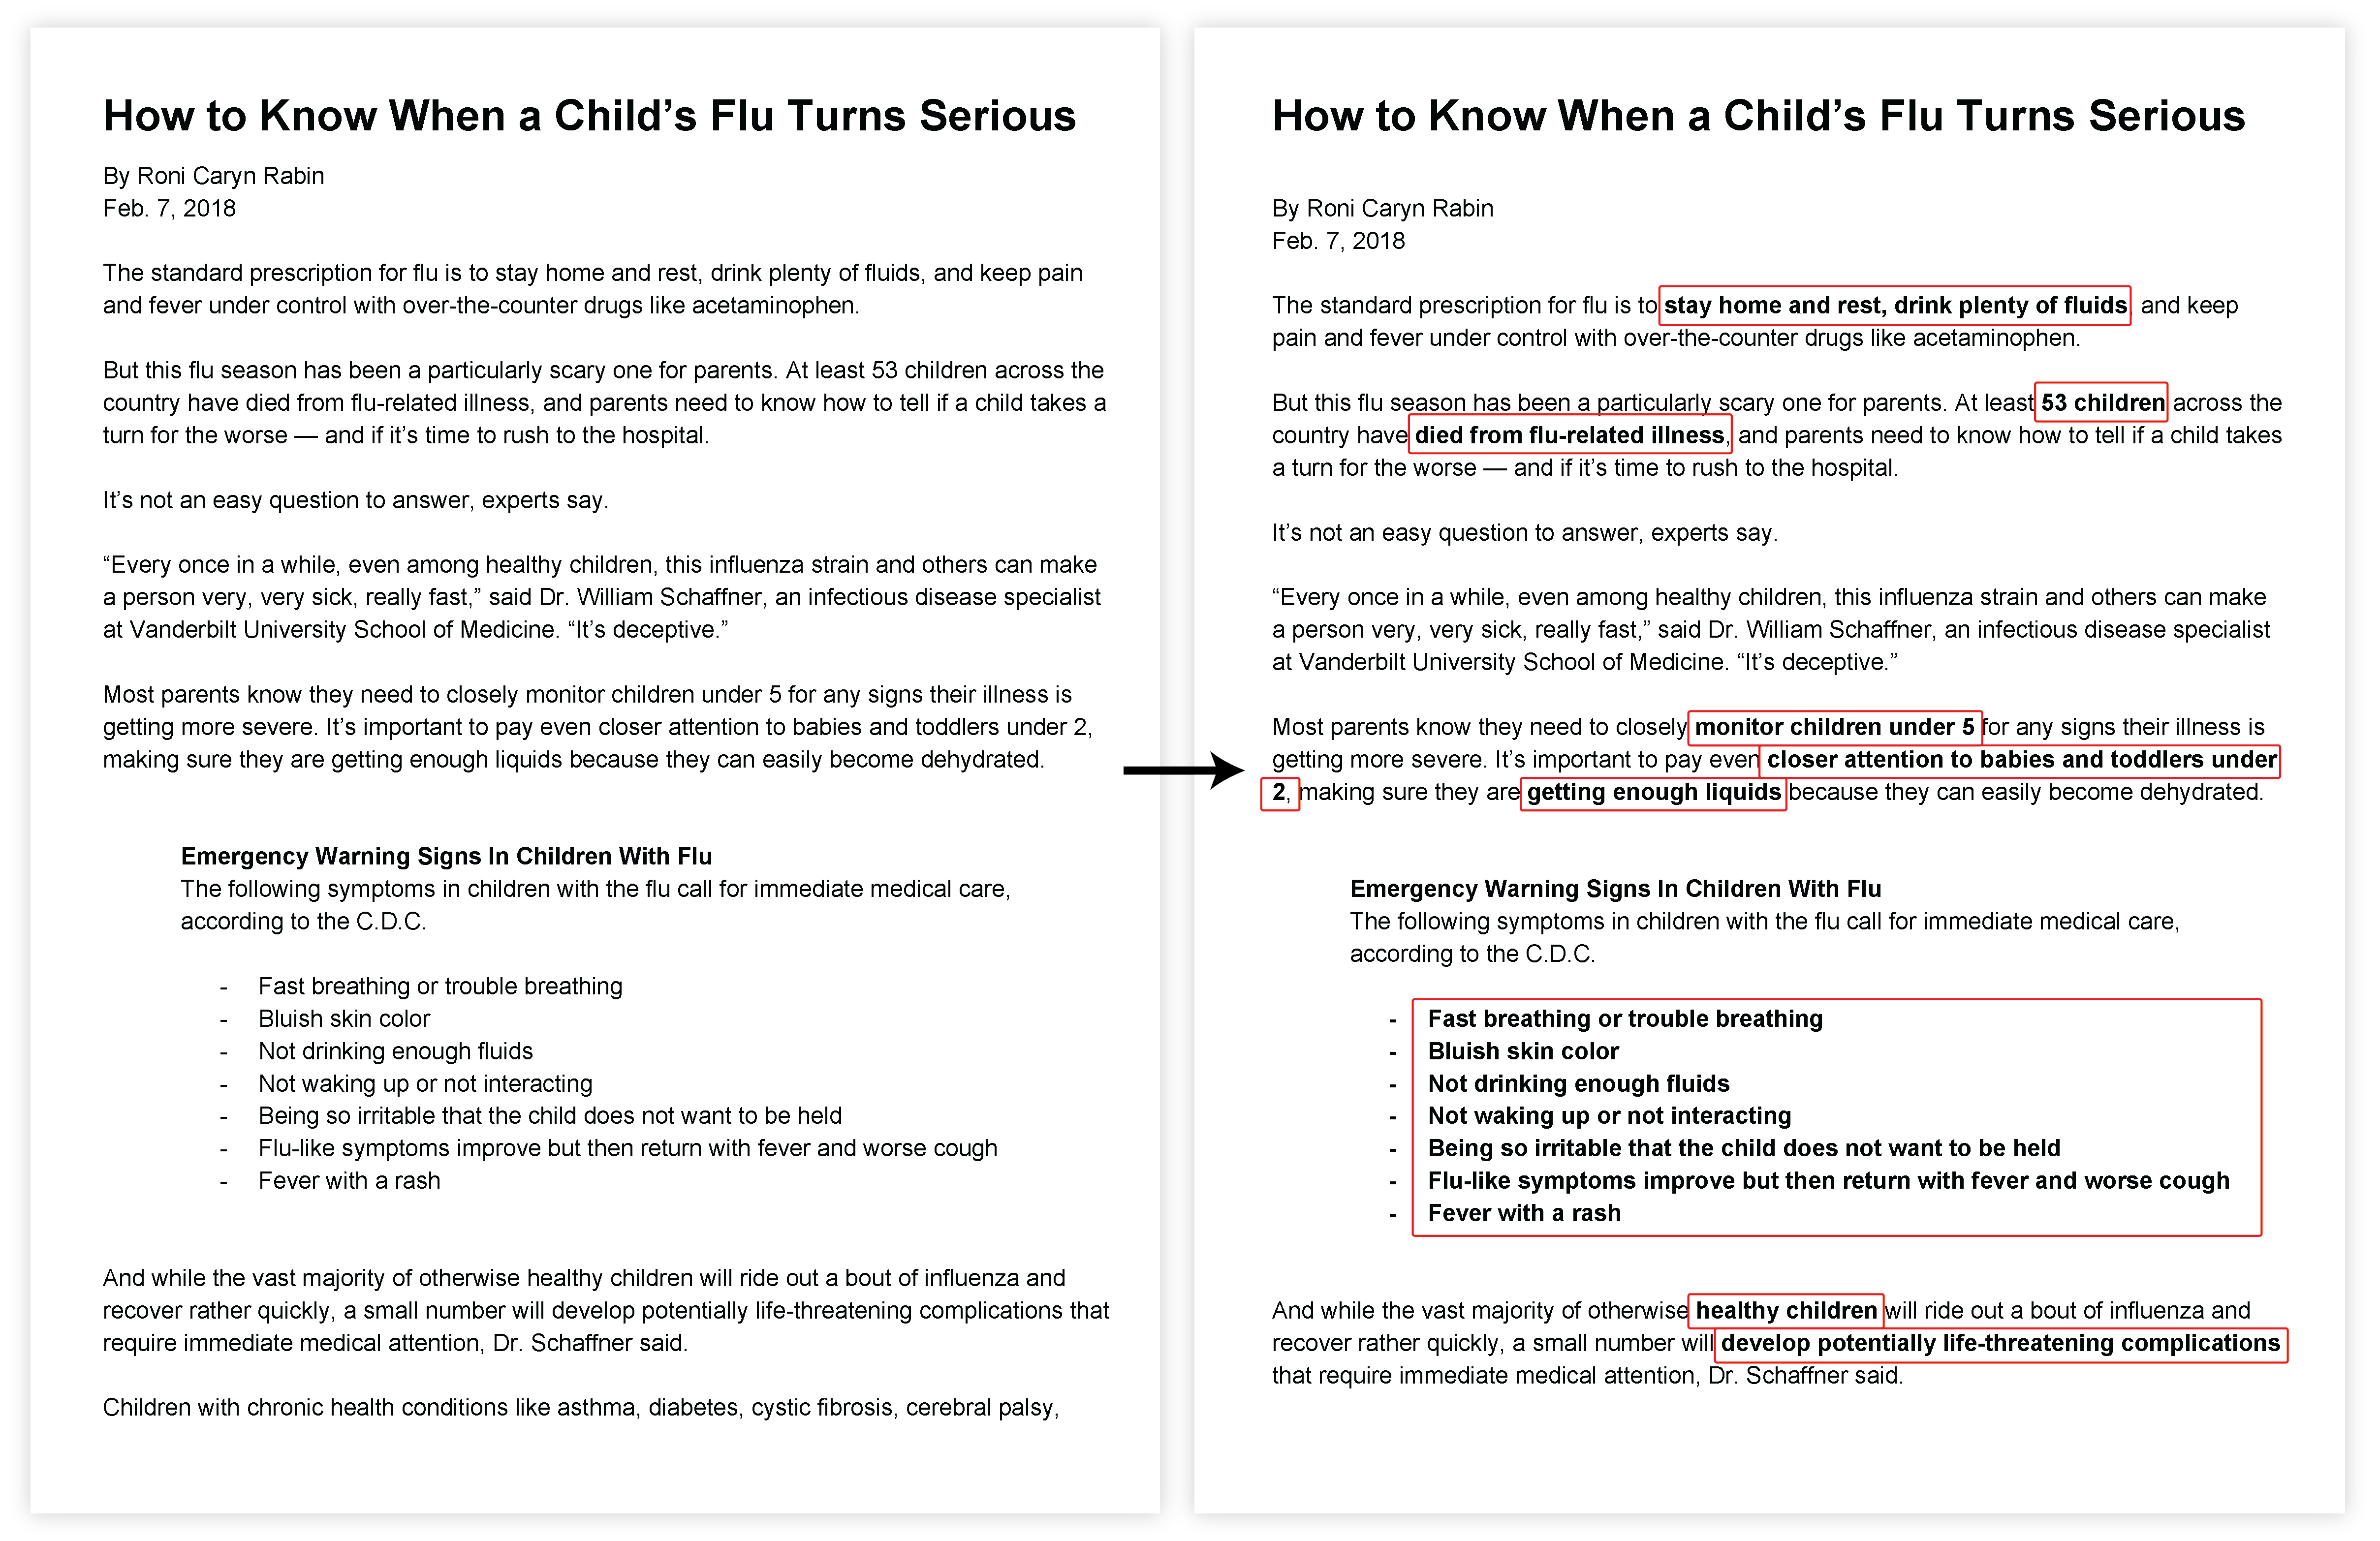 How to Know When a Child’s Flu Turns Serious
By Roni Caryn Rabin
Feb. 7, 2018
The standard prescription for flu is to stay home and rest, drink plenty of fluids, and keep pain
and fever under control with over-the-counter drugs like acetaminophen.
But this flu season has been a particularly scary one for parents. At least 53 children across the
country have died from flu-related illness, and parents need to know how to tell if a child takes a
turn for the worse — and if it’s time to rush to the hospital.
It’s not an easy question to answer, experts say.
“Every once in a while, even among healthy children, this influenza strain and others can make
a person very, very sick, really fast,” said Dr. William Schaffner, an infectious disease specialist
at Vanderbilt University School of Medicine. “It’s deceptive.”
Most parents know they need to closely monitor children under 5 for any signs their illness is
getting more severe. It’s important to pay even closer attention to babies and toddlers under 2,
making sure they are getting enough liquids because they can easily become dehydrated.
Emergency Warning Signs In Children With Flu
The following symptoms in children with the flu call for immediate medical care,
according to the C.D.C.
- Fast breathing or trouble breathing
- Bluish skin color
- Not drinking enough fluids
- Not waking up or not interacting
- Being so irritable that the child does not want to be held
- Flu-like symptoms improve but then return with fever and worse cough
- Fever with a rash
And while the vast majority of otherwise healthy children will ride out a bout of influenza and
recover rather quickly, a small number will develop potentially life-threatening complications that
require immediate medical attention, Dr. Schaffner said.
Children with chronic health conditions like asthma, diabetes, cystic fibrosis, cerebral palsy,
How to Know When a Child’s Flu Turns Serious
By Roni Caryn Rabin
Feb. 7, 2018
The standard prescription for flu is to stay home and rest, drink plenty of fluids, and keep
pain and fever under control with over-the-counter drugs like acetaminophen.
But this flu season has been a particularly scary one for parents. At least 53 children across the
country have died from flu-related illness, and parents need to know how to tell if a child takes
a turn for the worse — and if it’s time to rush to the hospital.
It’s not an easy question to answer, experts say.
“Every once in a while, even among healthy children, this influenza strain and others can make
a person very, very sick, really fast,” said Dr. William Schaffner, an infectious disease specialist
at Vanderbilt University School of Medicine. “It’s deceptive.”
Most parents know they need to closely monitor children under 5 for any signs their illness is
getting more severe. It’s important to pay even closer attention to babies and toddlers under
2, making sure they are getting enough liquids because they can easily become dehydrated.
Emergency Warning Signs In Children With Flu
The following symptoms in children with the flu call for immediate medical care,
according to the C.D.C.
- Fast breathing or trouble breathing
- Bluish skin color
- Not drinking enough fluids
- Not waking up or not interacting
- Being so irritable that the child does not want to be held
- Flu-like symptoms improve but then return with fever and worse cough
- Fever with a rash
And while the vast majority of otherwise healthy children will ride out a bout of influenza and
recover rather quickly, a small number will develop potentially life-threatening complications
that require immediate medical attention, Dr. Schaffner said.